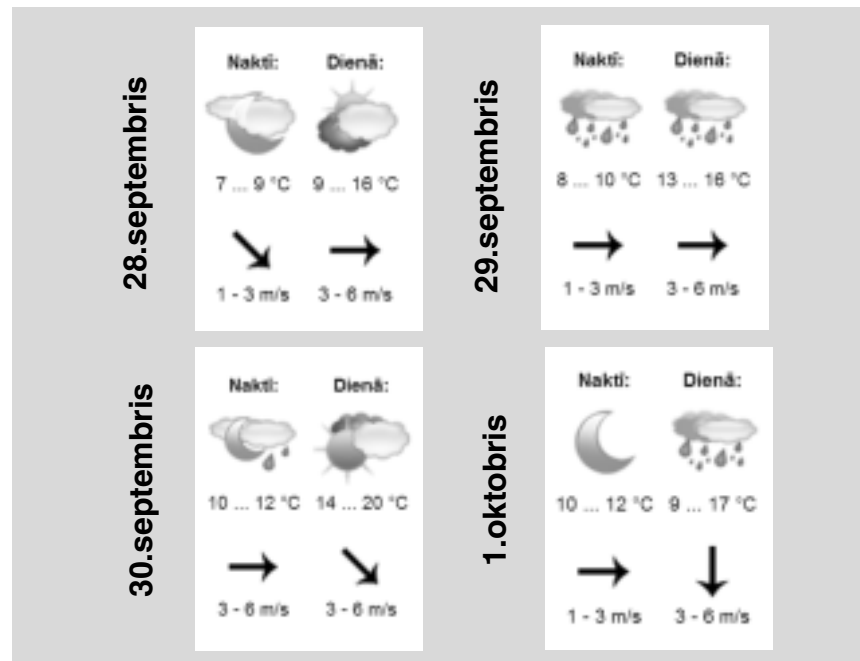 28.septembris
Naktī: Dienā:
7 ... 9 °C 9 ... 16 °C
1 - 3 m/s 3 - 6 m/s
29.septembris
Naktī: Dienā:
8 ... 10 °C 13 ... 16 °C
1 - 3 m/s 3 - 6 m/s
30.septembris
Naktī: Dienā:
10 ... 12 °C 14 ... 20 °C
3 - 6 m/s 3 - 6 m/s
1.oktobris
Naktī: Dienā:
10 ... 12 °C 9 ... 17 °C
1 - 3 m/s 3 - 6 m/s